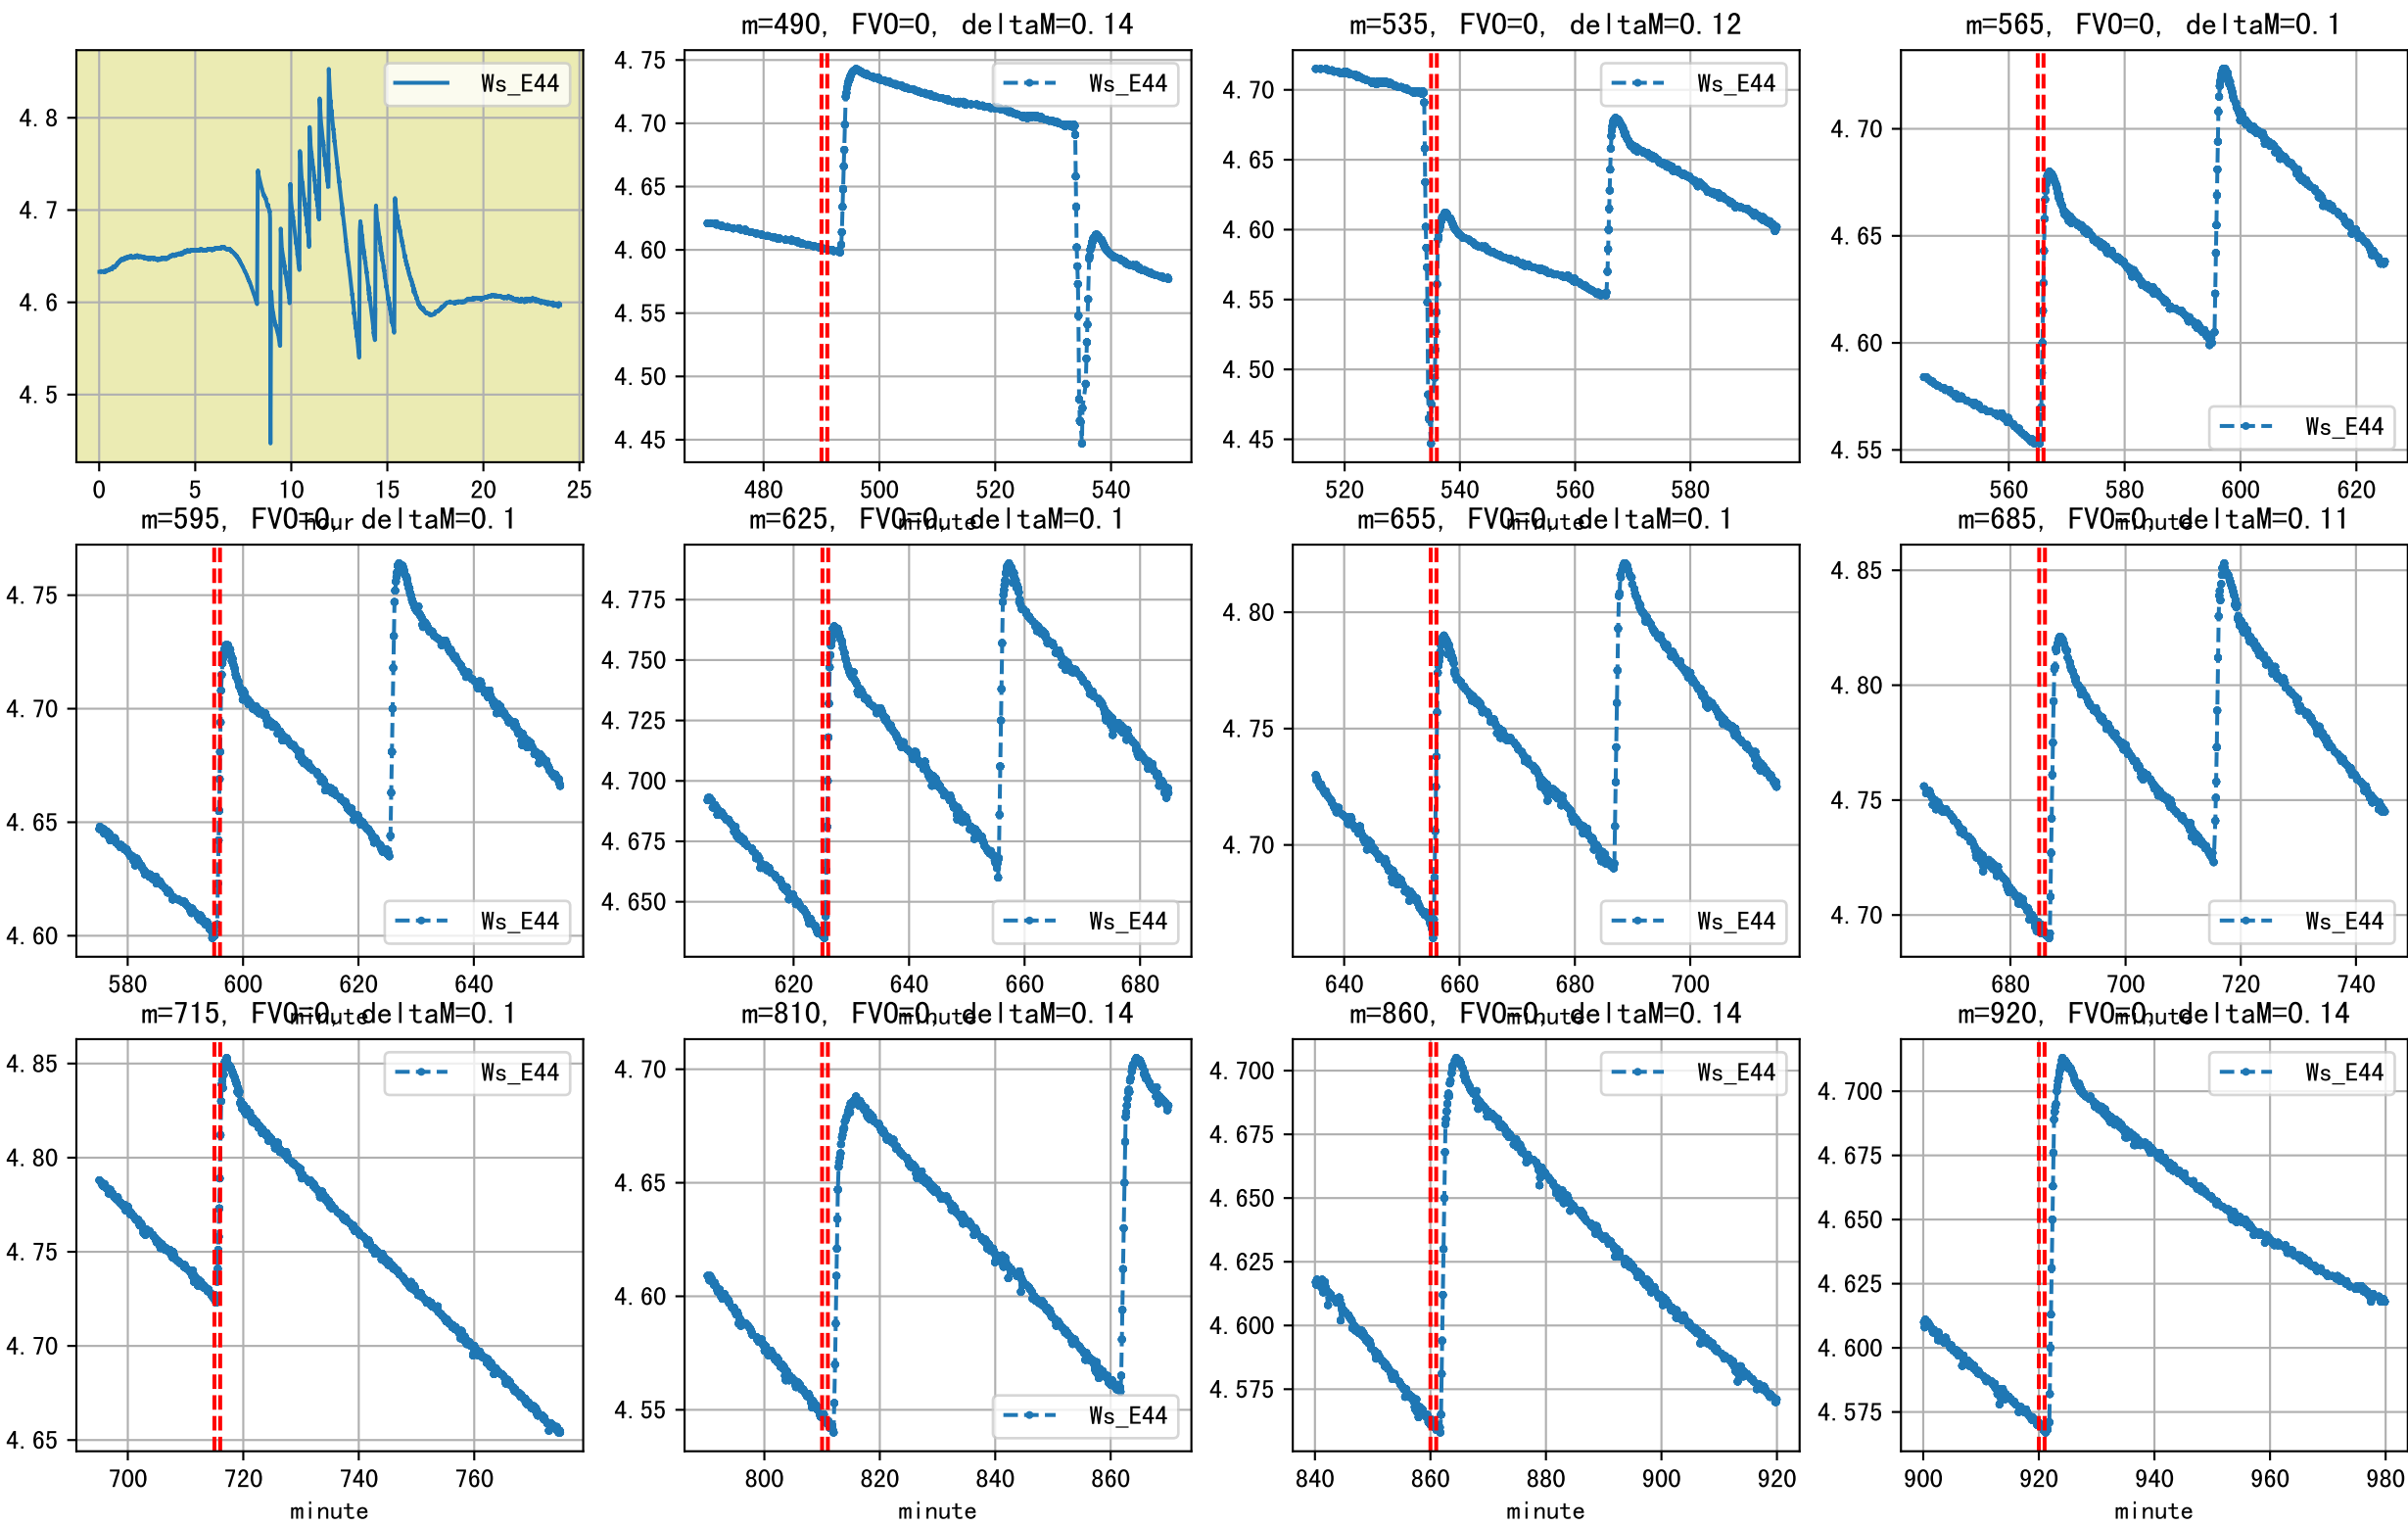 m=490, FVO=0, deltaM=0.14
m=535, FVO=0, deltaM=0.12
m=565, FVO=0, deltaM=0.1
Ws_E44
4.8
4.7
4.6
4.5
0 5 10 15 20 25
hour
Ws_E44
4.75
4.70
4.65
4.60
4.55
4.50
4.45
480 500 520 540
minute
Ws_E44
4.70
4.65
4.60
4.55
4.50
4.45
520 540 560 580
minute
Ws_E44
4.70
4.65
4.60
4.55
560 580 600 620
minute
m=595, FVO=0, deltaM=0.1
m=625, FVO=0, deltaM=0.1
m=655, FVO=0, deltaM=0.1
m=685, FVO=0, deltaM=0.11
4.75
4.70
4.65
4.60
Ws_E44
580 600 620 640
minute
4.775
4.750
4.725
4.700
4.675
4.650
Ws_E44
620 640 660 680
minute
4.80
4.75
4.70
Ws_E44
640 660 680 700
minute
4.85
4.80
4.75
4.70
Ws_E44
680 700 720 740
minute
m=715, FVO=0, deltaM=0.1
m=810, FVO=0, deltaM=0.14
m=860, FVO=0, deltaM=0.14
m=920, FVO=0, deltaM=0.14
Ws_E44
4.85
4.80
4.75
4.70
4.65
700 720 740 760
minute
4.70
4.65
4.60
4.55
Ws_E44
800 820 840 860
minute
Ws_E44
4.700
4.675
4.650
4.625
4.600
4.575
840 860 880 900 920
minute
Ws_E44
4.700
4.675
4.650
4.625
4.600
4.575
900 920 940 960 980
minute